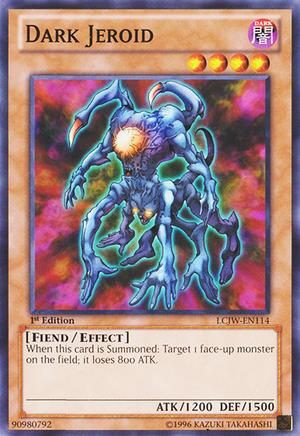 DARK JEROID
DARK
闇
1st Edition
LCJW-EN114
[FIEND / EFFECT]
When this card is Summoned: Target 1 face-up monster
on the field; it loses 800 ATK.
ATK/1200 DEF/1500
90980792
©1996 KAZUKI TAKAHASHI